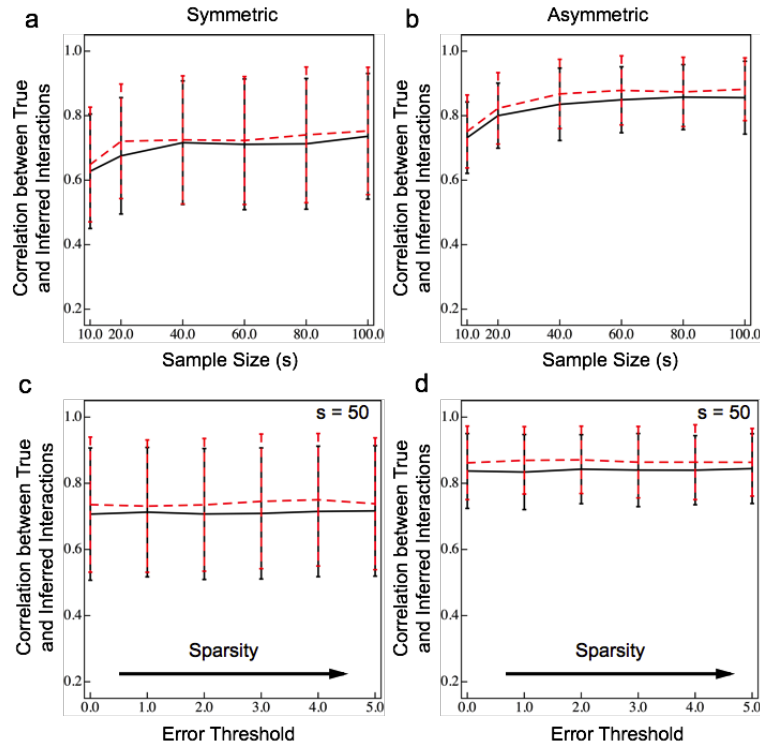 a
Symmetric
b
Asymmetric
Correlation between True
and Inferred Interactions
1.0
0.8
0.6
0.4
0.2
10.0 20.0 40.0 60.0 80.0 100.0
Sample Size (s)
Correlation between True
and Inferred Interactions
1.0
0.8
0.6
0.4
0.2
10.0 20.0 40.0 60.0 80.0 100.0
Sample Size (s)
c
s = 50
Correlation between True
and Inferred Interactions
1.0
0.8
0.6
0.4
0.2
Sparsity
0.0 1.0 2.0 3.0 4.0 5.0
Error Threshold
d
s = 50
Correlation between True
and Inferred Interactions
1.0
0.8
0.6
0.4
0.2
Sparsity
0.0 1.0 2.0 3.0 4.0 5.0
Error Threshold